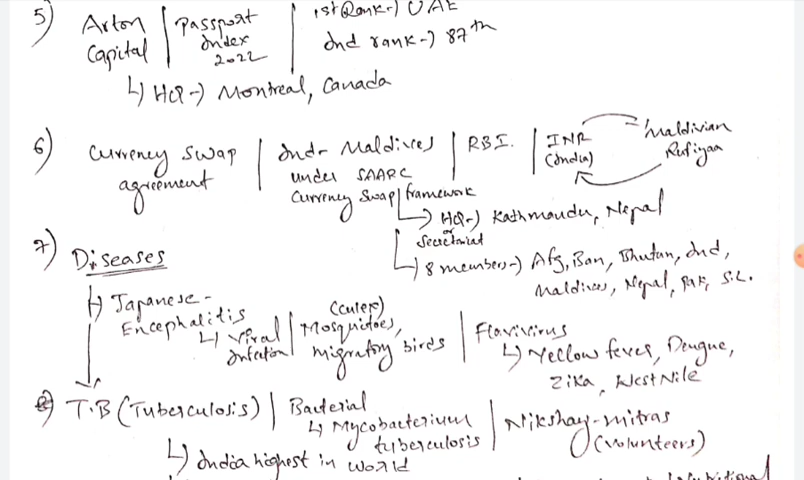 5) Arton Capital | Passport Index 2022 | 1st Rank -) UAE
Ind rank -) 87th
↳ HQ -) Montreal, Canada
6) Currency Swap agreement | Ind - Maldives under SAARC Currency Swap framework | RBI. | INR (India) Maldivian Rufiyaa
↳ HQ -) or Secretariat Kathmandu, Nepal
↳ 8 members -) Afg, Ban, Bhutan, Ind,
Maldives, Nepal, Pak, S.L.
7) Diseases
↳ Japanese - Encephalitis
↳ Viral Infection | (culex) Mosquitoes, migratory birds | Flavivirus
↳ Yellow fever, Dengue,
Zika, West Nile
8) T.B (Tuberculosis) | Bacterial
↳ Mycobacterium tuberculosis | Nikshay-mitras (volunteers)
↳ India highest in World